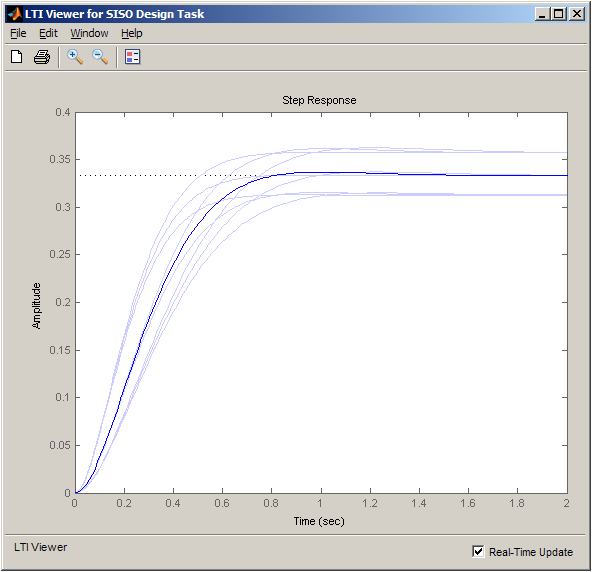 LTI Viewer for SISO Design Task
File Edit Window Help
Step Response
0.4
0.35
0.3
0.25
0.2
0.15
0.1
0.05
0
Amplitude
0 0.2 0.4 0.6 0.8 1 1.2 1.4 1.6 1.8 2
Time (sec)
LTI Viewer
Real-Time Update